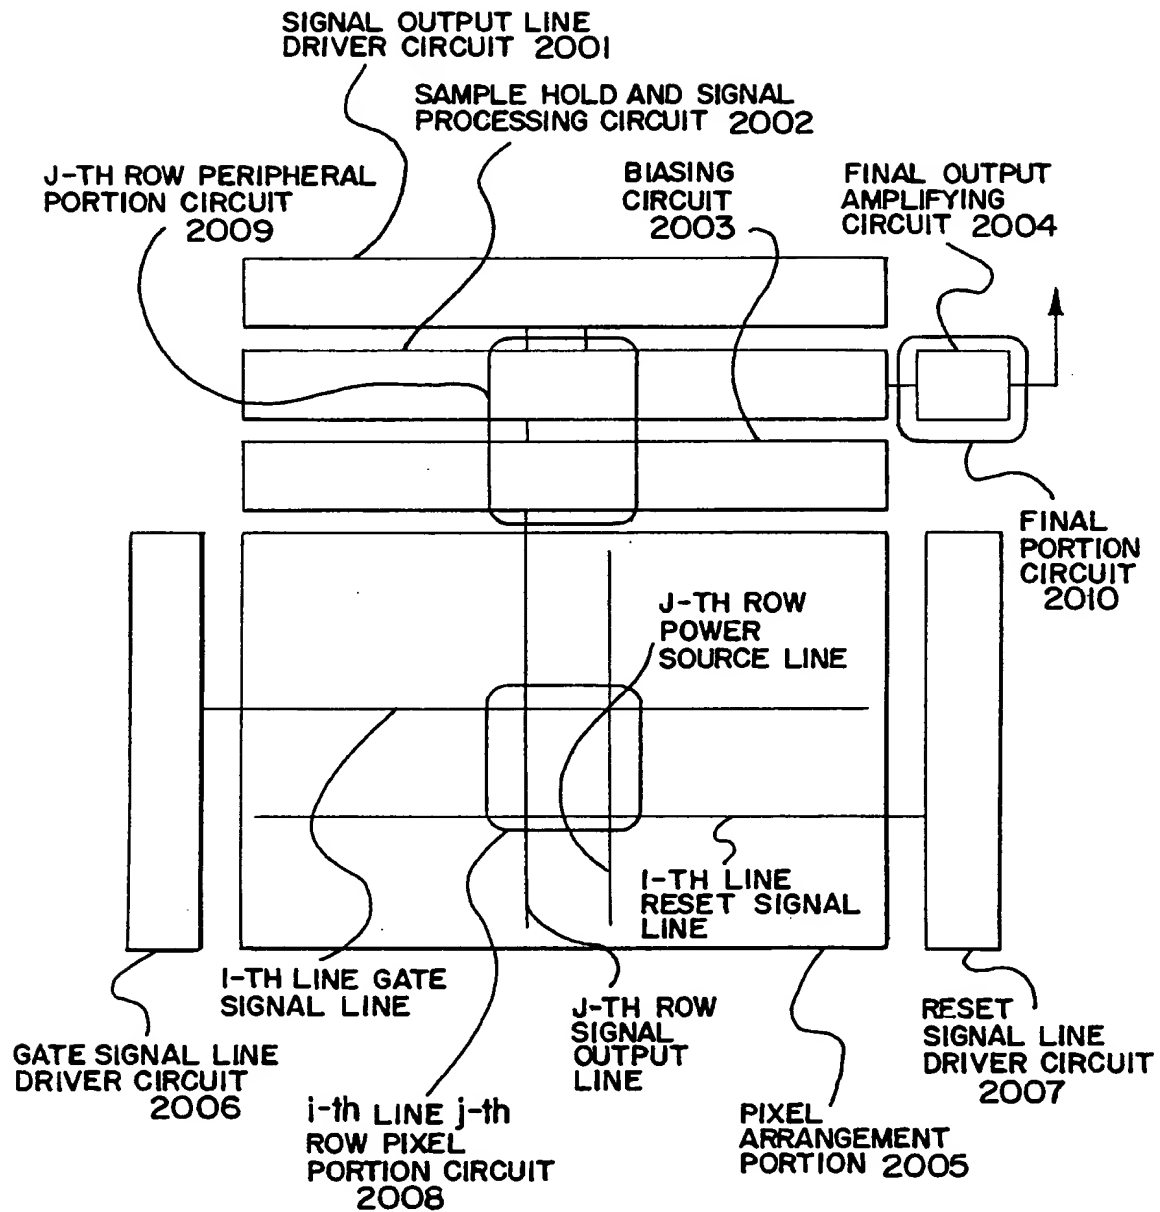 SIGNAL OUTPUT LINE
DRIVER CIRCUIT 2001
SAMPLE HOLD AND SIGNAL
PROCESSING CIRCUIT 2002
J-TH ROW PERIPHERAL
PORTION CIRCUIT
2009
BIASING
CIRCUIT
2003
FINAL OUTPUT
AMPLIFYING
CIRCUIT 2004
FINAL
PORTION
CIRCUIT
2010
J-TH ROW
POWER
SOURCE LINE
I-TH LINE
RESET SIGNAL
LINE
I-TH LINE GATE
SIGNAL LINE
J-TH ROW
SIGNAL
OUTPUT
LINE
RESET
SIGNAL LINE
DRIVER CIRCUIT
2007
GATE SIGNAL LINE
DRIVER CIRCUIT
2006
i-th LINE j-th
ROW PIXEL
PORTION CIRCUIT
2008
PIXEL
ARRANGEMENT
PORTION 2005